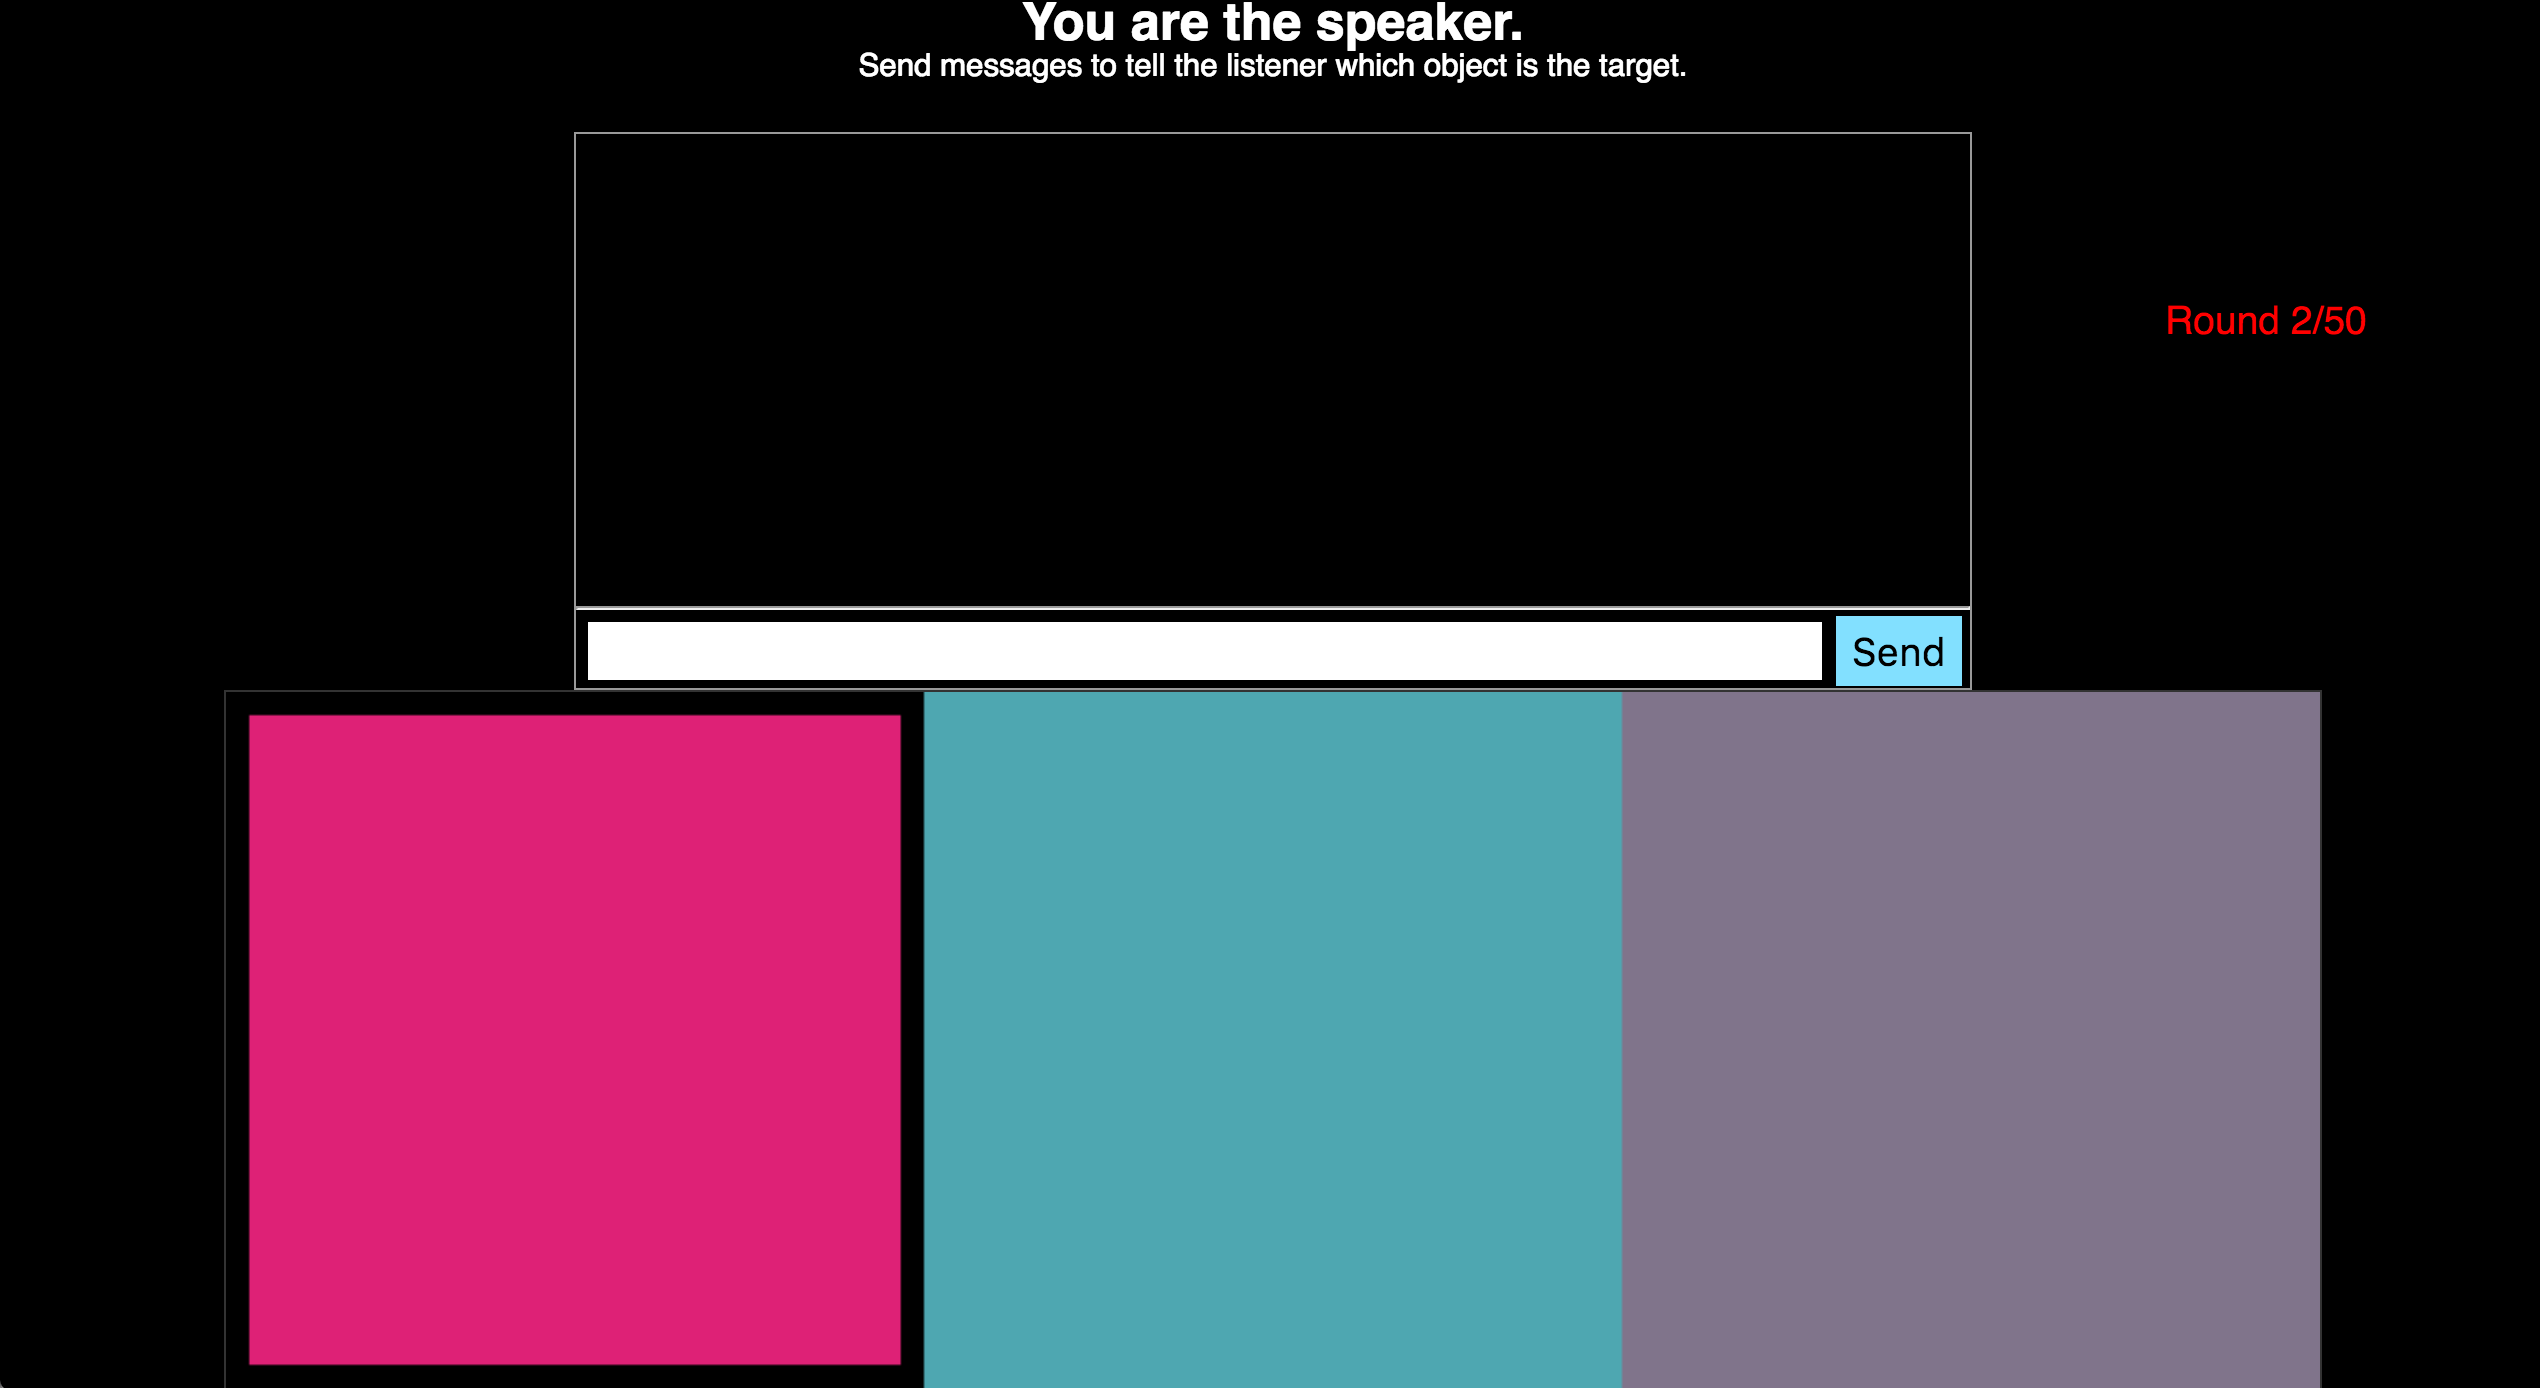 You are the speaker.
Send messages to tell the listener which object is the target.
Round 2/50
Send